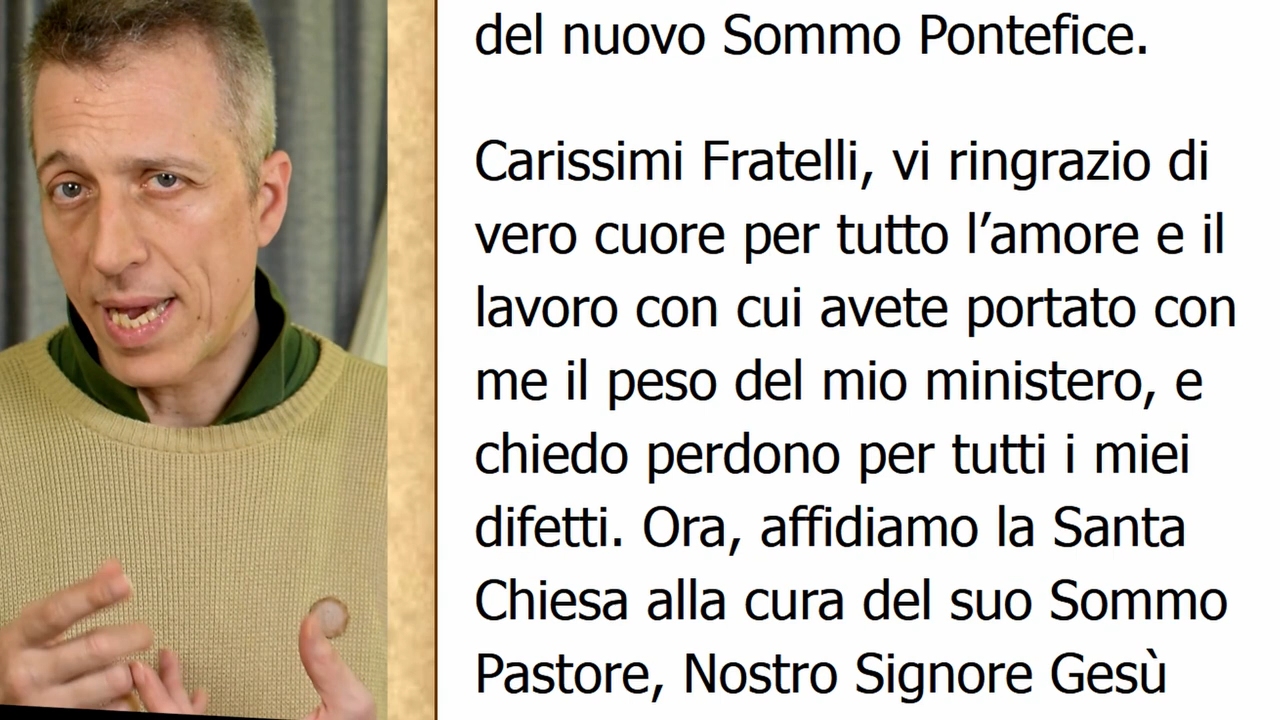 del nuovo Sommo Pontefice.
Carissimi Fratelli, vi ringrazio di
vero cuore per tutto l’amore e il
lavoro con cui avete portato con
me il peso del mio ministero, e
chiedo perdono per tutti i miei
difetti. Ora, affidiamo la Santa
Chiesa alla cura del suo Sommo
Pastore, Nostro Signore Gesù